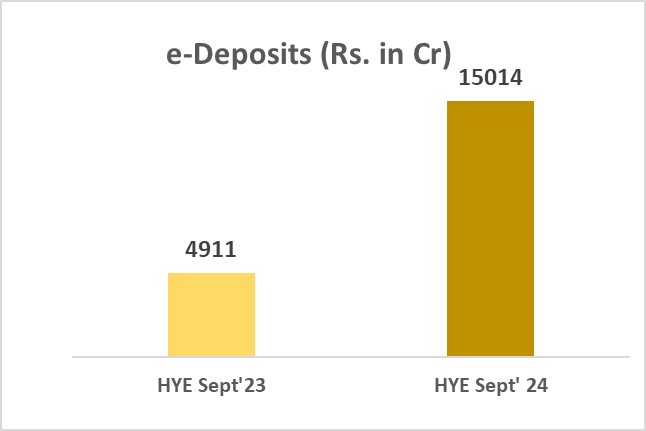 e-Deposits (Rs. in Cr)
15014
4911
HYE Sept'23
HYE Sept' 24